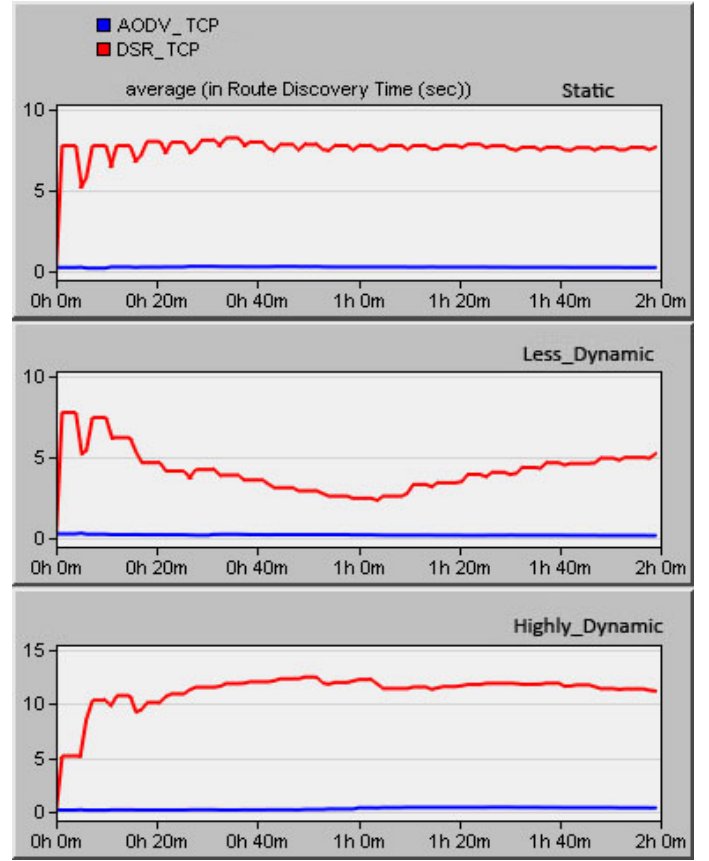 AODV_TCP
DSR_TCP
average (in Route Discovery Time (sec)) Static
10
5
0
0h 0m 0h 20m 0h 40m 1h 0m 1h 20m 1h 40m 2h 0m
Less_Dynamic
10
5
0
0h 0m 0h 20m 0h 40m 1h 0m 1h 20m 1h 40m 2h 0m
Highly_Dynamic
15
10
5
0
0h 0m 0h 20m 0h 40m 1h 0m 1h 20m 1h 40m 2h 0m